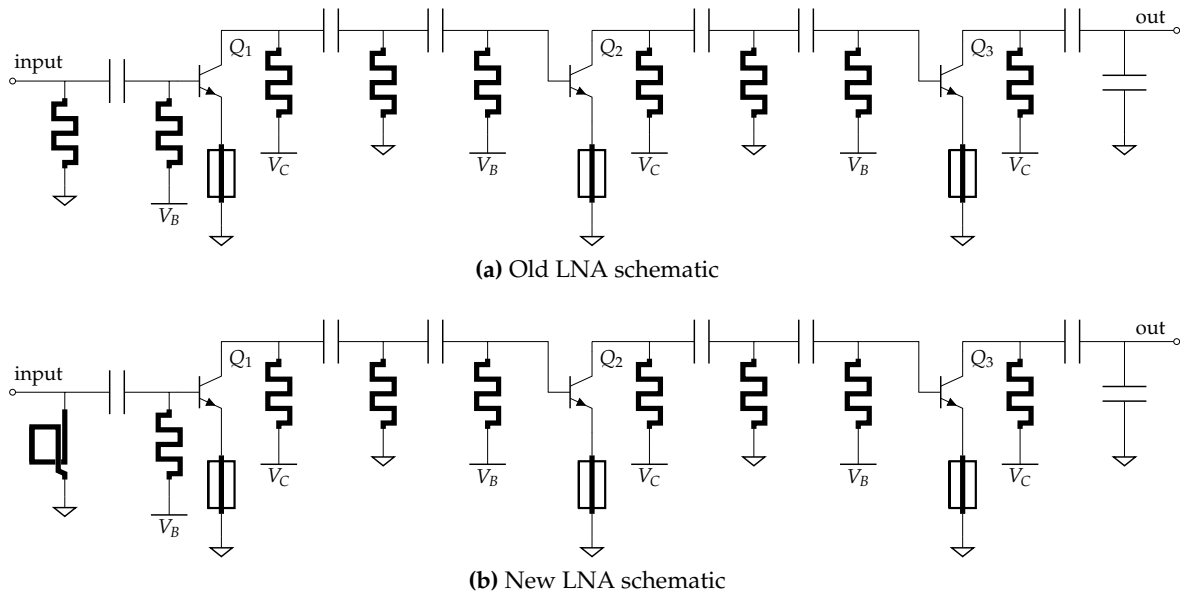 out
Q1 Q2 Q3
input
VC VB VC VB VC
VB
(a) Old LNA schematic
out
Q1 Q2 Q3
input
VC VB VC VB VC
VB
(b) New LNA schematic